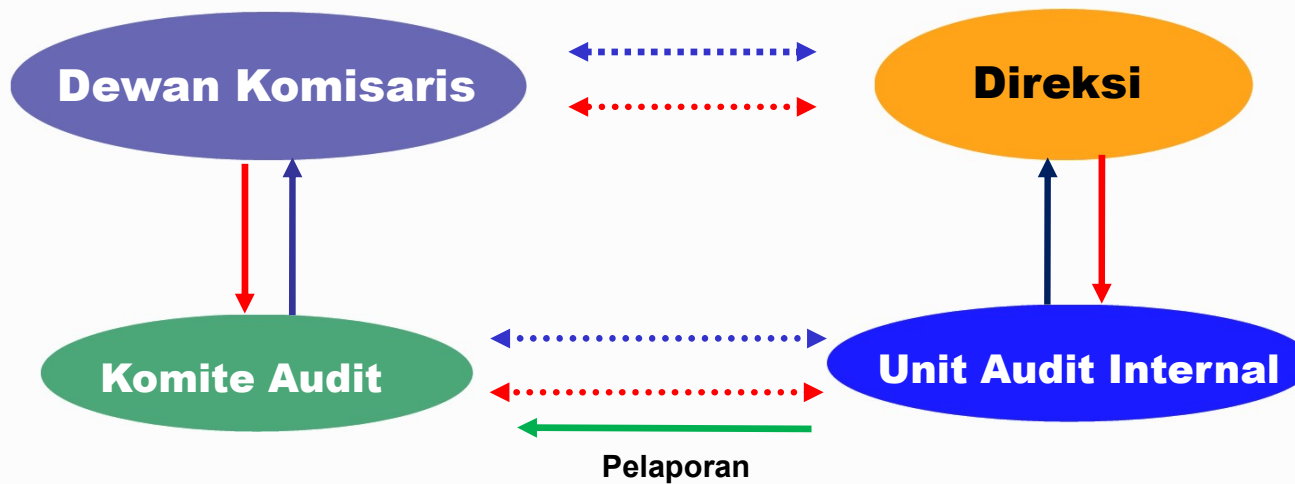 Dewan Komisaris
Direksi
Komite Audit
Unit Audit Internal
Pelaporan